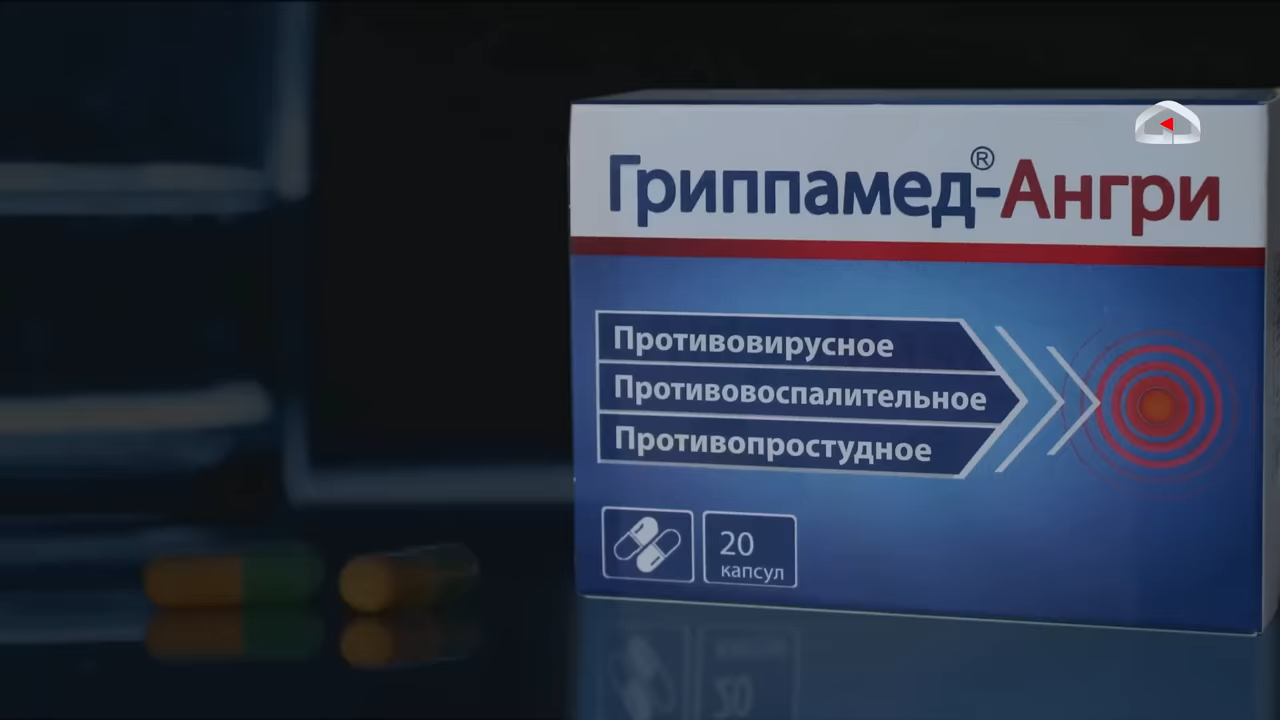 Гриппамед®-Ангри
Противовирусное
Противовоспалительное
Противопростудное
20
капсул